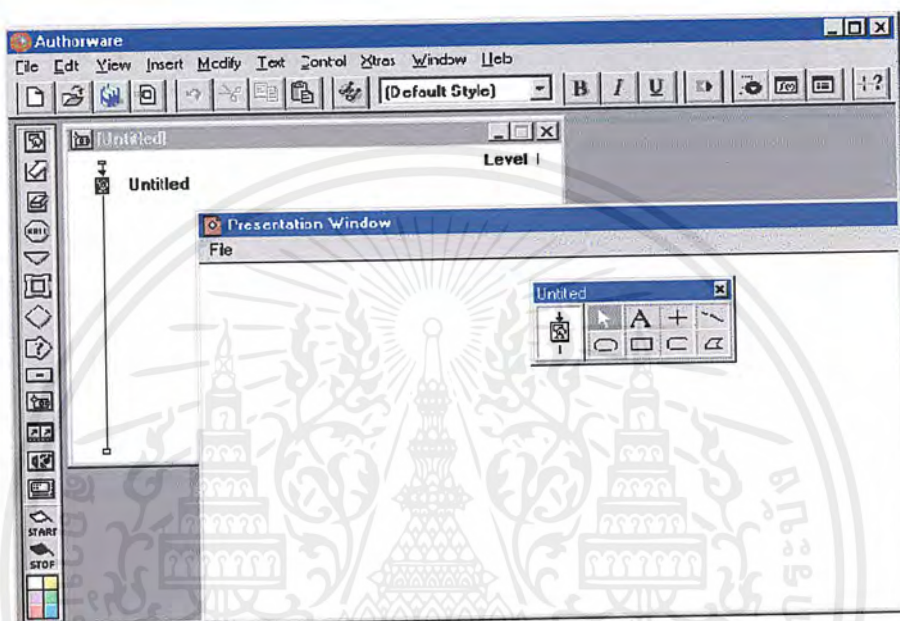 Authorware
File Edit View Insert Modify Text Control Xtras Window Help
(Default Style) B I U
[Untitled]
Level 1
Untitled
Presentation Window
File
Untitled
A
START
STOP